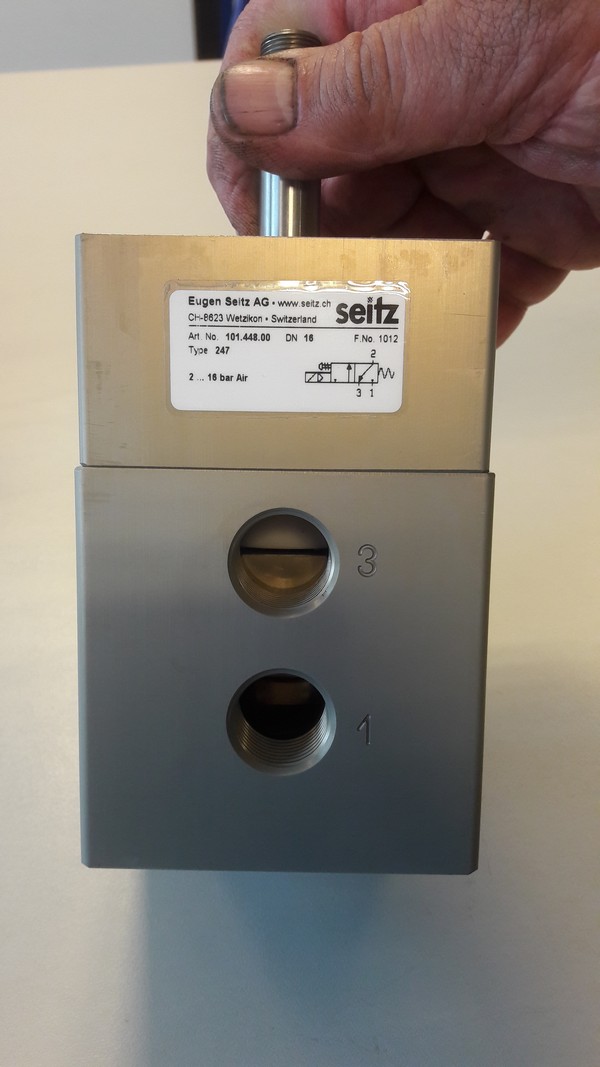 Eugen Seitz AG • www.seitz.ch
CH-8623 Wetzikon • Switzerland
seitz
Art. No. 101.448.00 DN 16 F.No. 1012
Type 247
2 ... 16 bar Air
2
3 1
3
1